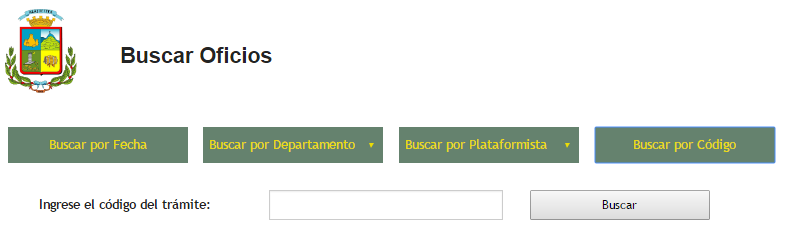 Buscar Oficios
Buscar por Fecha
Buscar por Departamento
Buscar por Plataformista
Buscar por Código
Ingrese el código del trámite:
Buscar